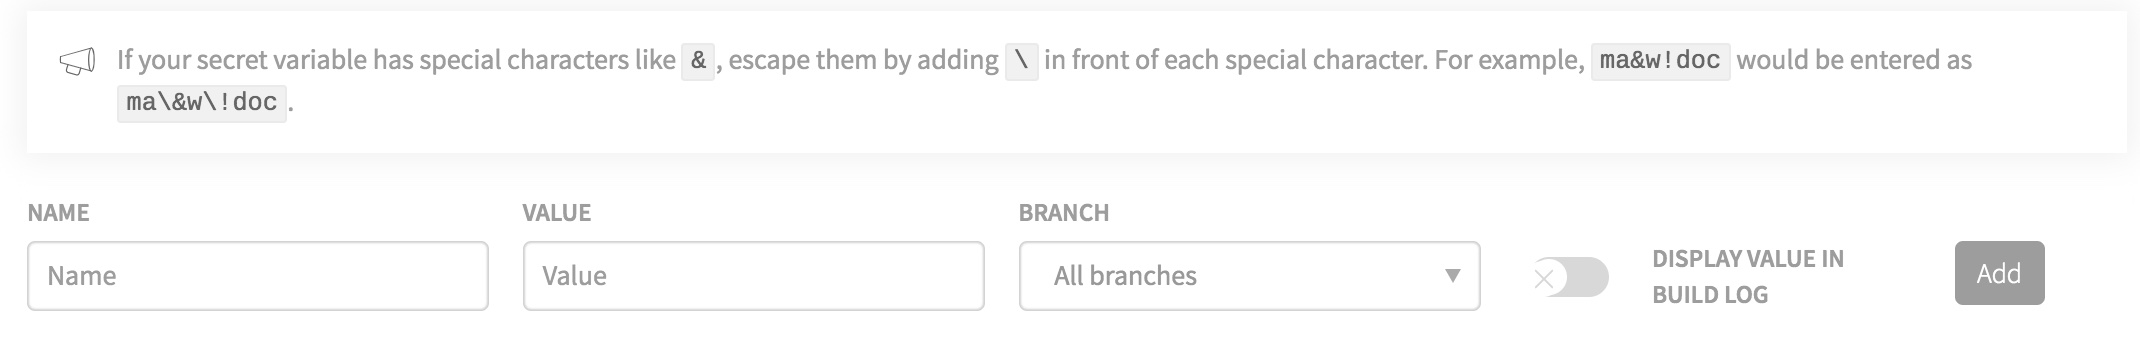 If your secret variable has special characters like & , escape them by adding \ in front of each special character. For example, ma&w!doc would be entered as
ma\&w\!doc .
NAME VALUE BRANCH
Name Value All branches DISPLAY VALUE IN Add
BUILD LOG